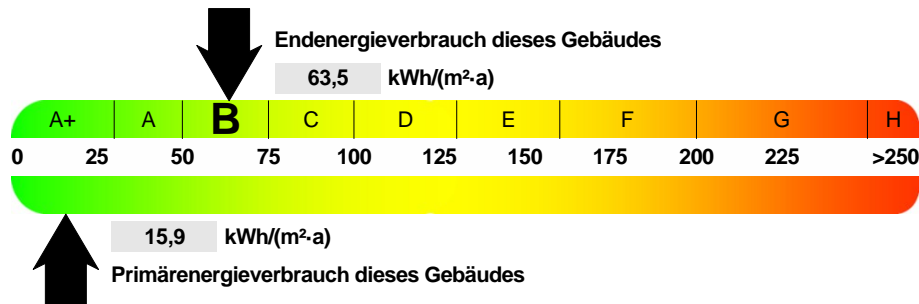 Endenergieverbrauch dieses Gebäudes
63,5 kWh/(m²·a)
A+ A B C D E F G H
0 25 50 75 100 125 150 175 200 225 >250
15,9 kWh/(m²·a)
Primärenergieverbrauch dieses Gebäudes